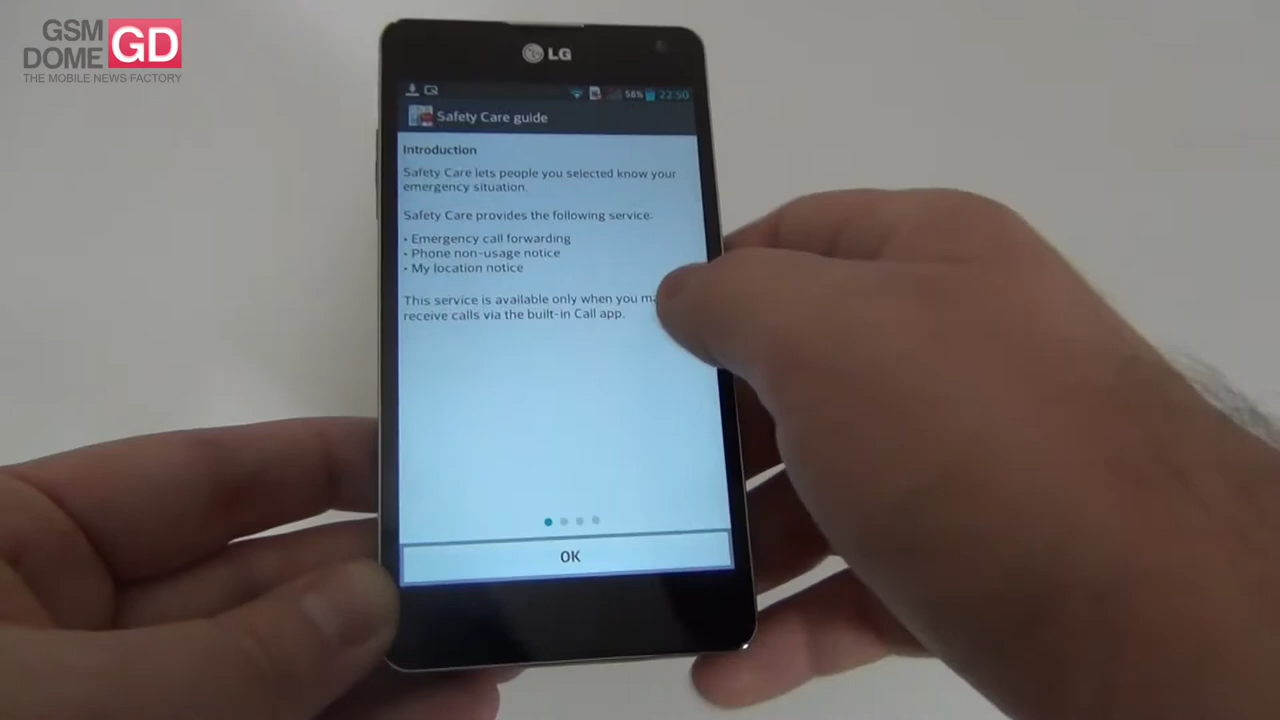 GSM
DOME GD
THE MOBILE NEWS FACTORY
LG
58% 22:50
Safety Care guide
Introduction
Safety Care lets people you selected know your
emergency situation.
Safety Care provides the following service:
• Emergency call forwarding
• Phone non-usage notice
• My location notice
This service is available only when you
receive calls via the built-in Call app.
OK